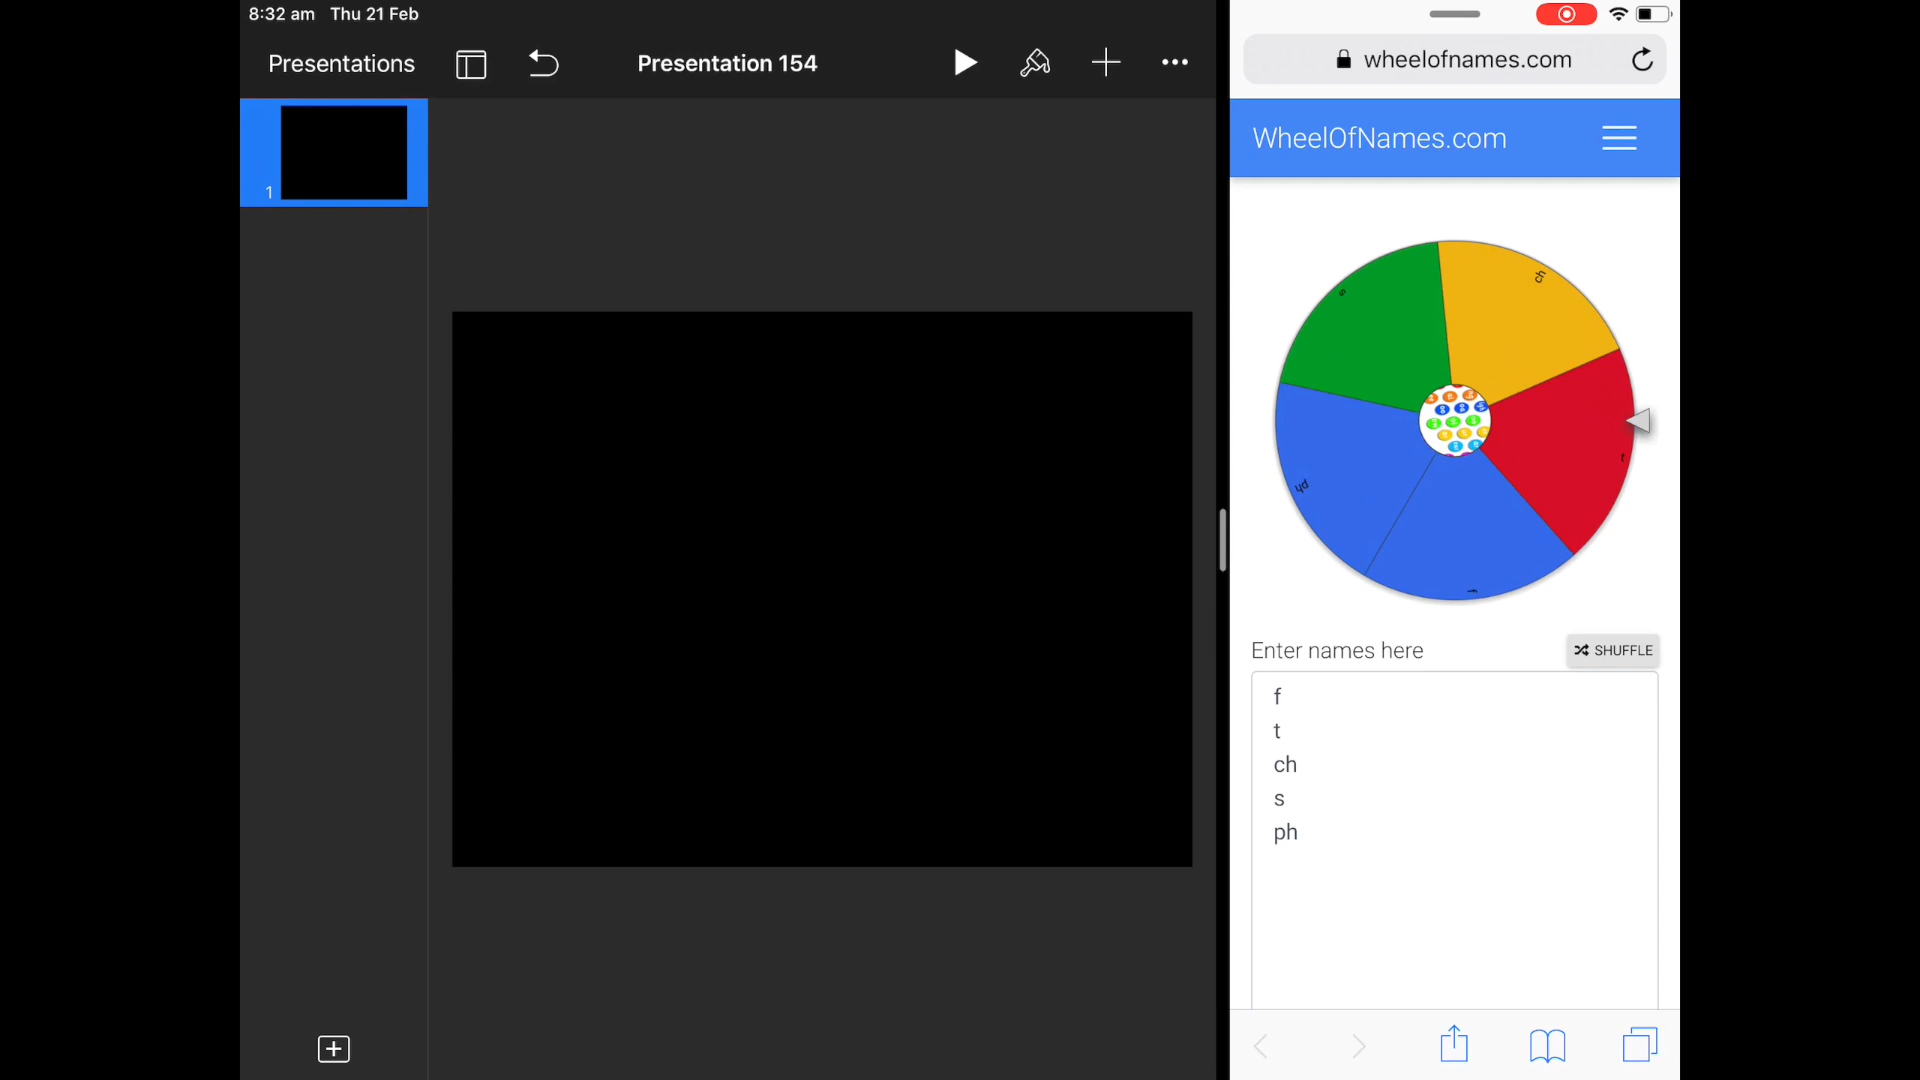 8:32 am Thu 21 Feb
Presentations
Presentation 154
1
wheelofnames.com
WheelOfNames.com
ch
s
t
ph
f
Enter names here
SHUFFLE
f
t
ch
s
ph